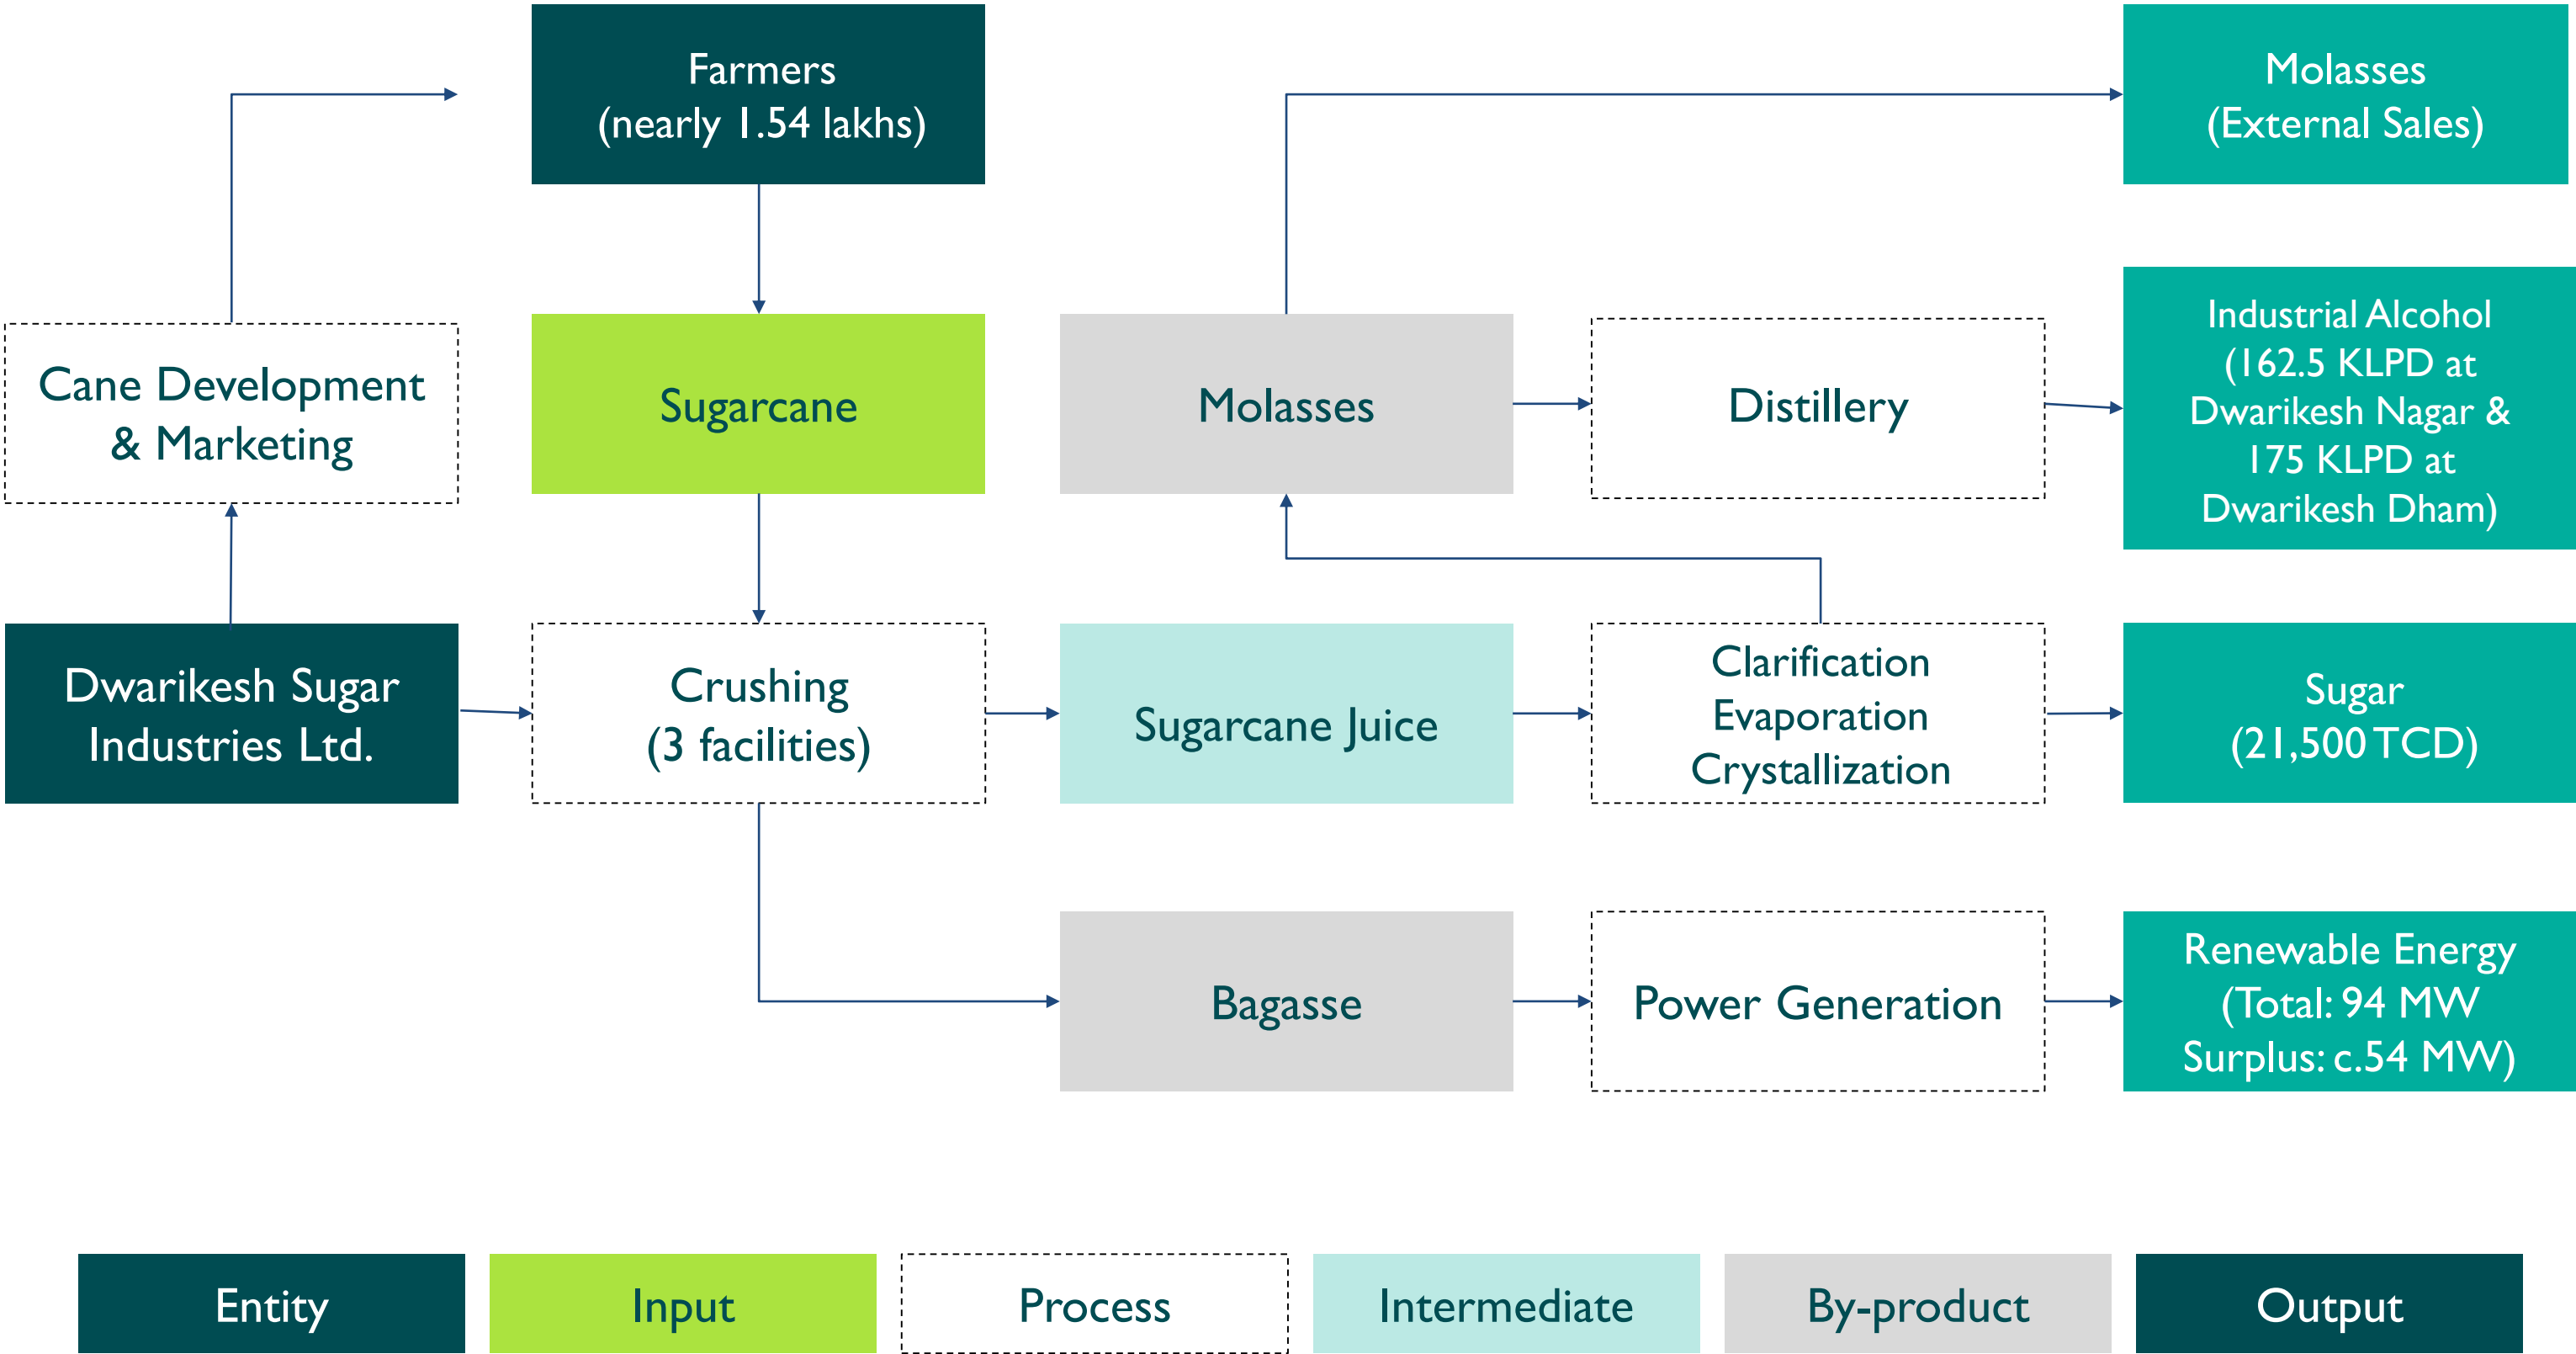 Farmers
(nearly 1.54 lakhs)
Molasses
(External Sales)
Cane Development
& Marketing
Sugarcane
Molasses
Distillery
Industrial Alcohol
(162.5 KLPD at
Dwarikesh Nagar &
175 KLPD at
Dwarikesh Dham)
Dwarikesh Sugar
Industries Ltd.
Crushing
(3 facilities)
Sugarcane Juice
Clarification
Evaporation
Crystallization
Sugar
(21,500 TCD)
Bagasse
Power Generation
Renewable Energy
(Total: 94 MW
Surplus: c.54 MW)
Entity
Input
Process
Intermediate
By-product
Output